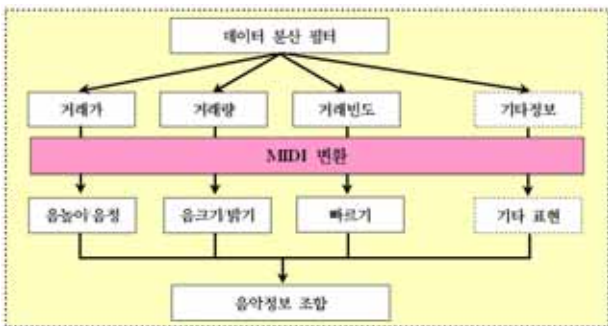 데이터 분산 필터
거래가 거래량 거래빈도 기타정보
MIDI 변환
음높이 음정 음크기 밝기 빠르기 기타 표현
음악정보 조합